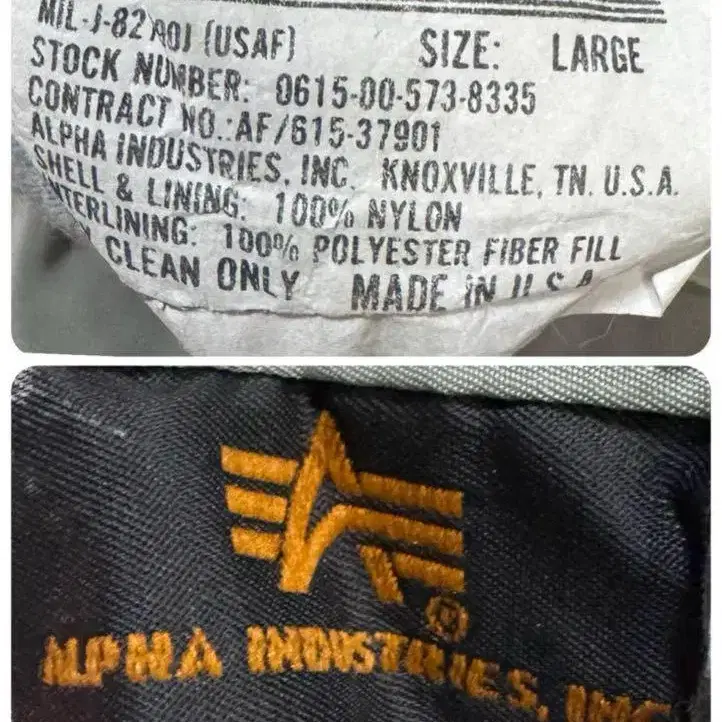 MIL-J-82790J (USAF) SIZE: LARGE
STOCK NUMBER: 0615-00-573-8335
CONTRACT NO.:AF/615-37901
ALPHA INDUSTRIES, INC. KNOXVILLE, TN. U.S.A.
SHELL & LINING: 100% NYLON
INTERLINING: 100% POLYESTER FIBER FILL
CLEAN ONLY MADE IN U S A
ALPHA INDUSTRIES, INC